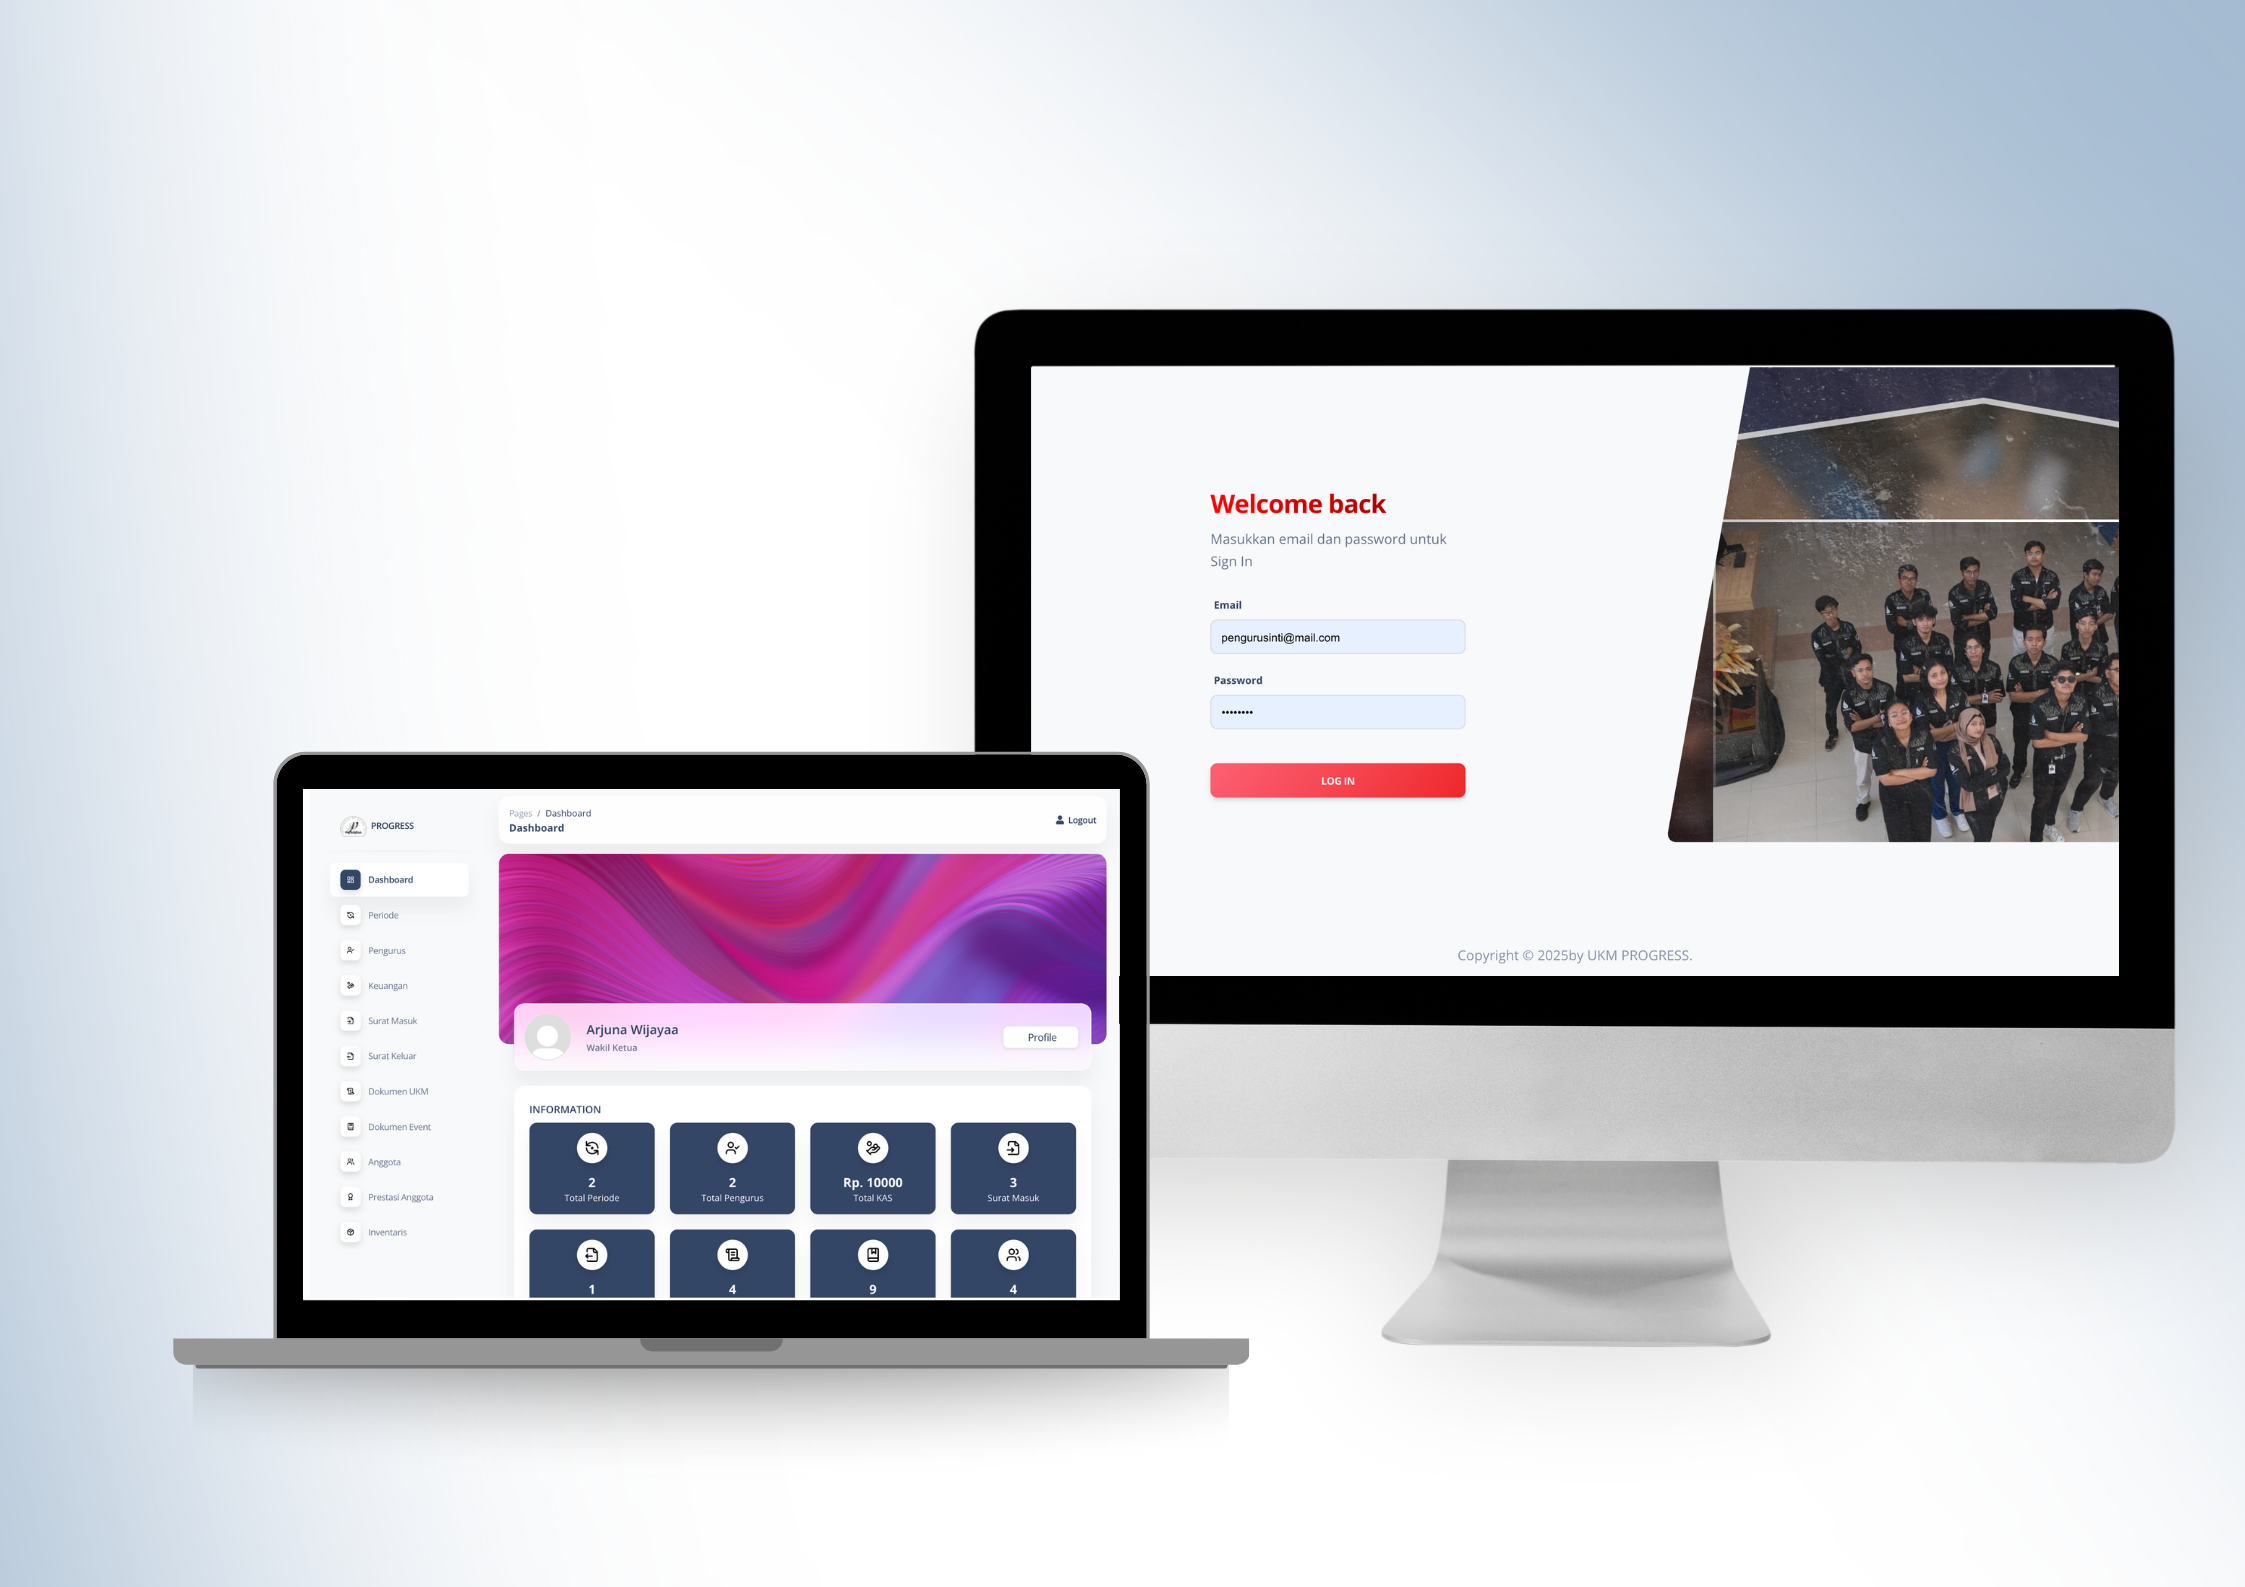 Welcome back
Masukkan email dan password untuk
Sign In
Email
pengurusinti@mail.com
Password
••••••••
LOG IN
Copyright © 2025by UKM PROGRESS.
PROGRESS
Dashboard
Periode
Pengurus
Keuangan
Surat Masuk
Surat Keluar
Dokumen UKM
Dokumen Event
Anggota
Prestasi Anggota
Inventaris
Pages / Dashboard
Dashboard
Logout
Arjuna Wijayaa
Wakil Ketua
Profile
INFORMATION
2
Total Periode
2
Total Pengurus
Rp. 10000
Total KAS
3
Surat Masuk
1
4
9
4